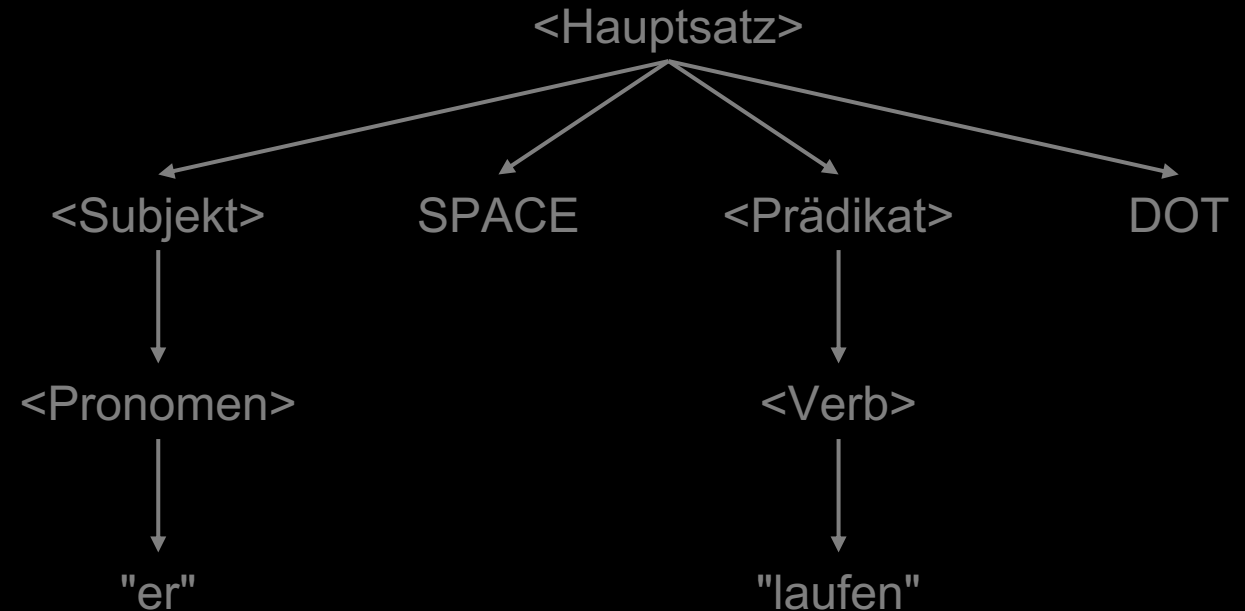 <Hauptsatz>
<Subjekt> SPACE <Prädikat> DOT
<Pronomen> <Verb>
"er" "laufen"